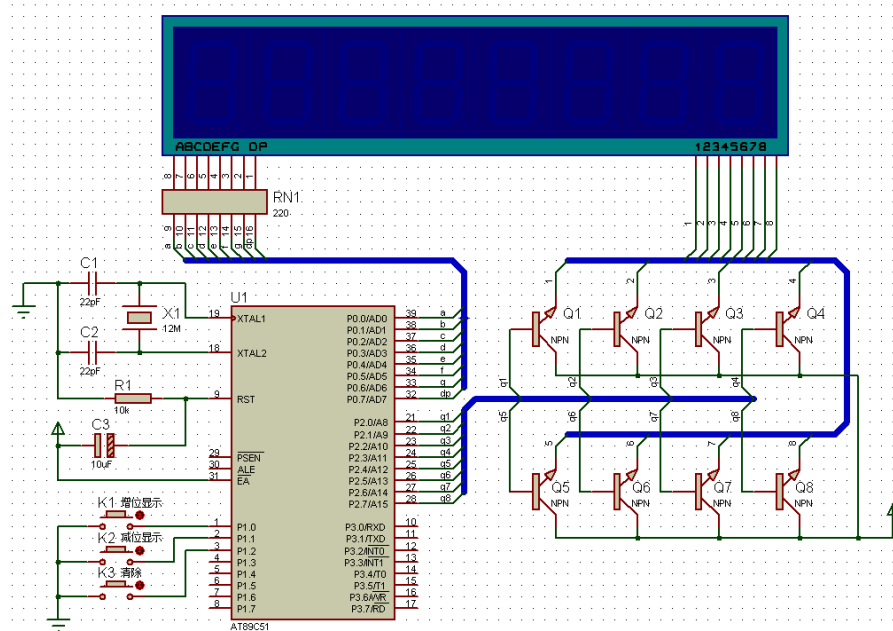 ABCDEFG DP
12345678
8 7 6 5 4 3 2 1
RN1
220
9 10 11 12 13 14 15 16
a b c d e f g dp
1 2 3 4 5 6 7 8
C1
22pF
X1
12M
C2
22pF
R1
10k
C3
10uF
U1
19 XTAL1
18 XTAL2
9 RST
29 PSEN
30 ALE
31 EA
1 P1.0
2 P1.1
3 P1.2
4 P1.3
5 P1.4
6 P1.5
7 P1.6
8 P1.7
P0.0/AD0 39 a
P0.1/AD1 38 b
P0.2/AD2 37 c
P0.3/AD3 36 d
P0.4/AD4 35 e
P0.5/AD5 34 f
P0.6/AD6 33 g
P0.7/AD7 32 dp
P2.0/A8 21 q1
P2.1/A9 22 q2
P2.2/A10 23 q3
P2.3/A11 24 q4
P2.4/A12 25 q5
P2.5/A13 26 q6
P2.6/A14 27 q7
P2.7/A15 28 q8
P3.0/RXD 10
P3.1/TXD 11
P3.2/INT0 12
P3.3/INT1 13
P3.4/T0 14
P3.5/T1 15
P3.6/WR 16
P3.7/RD 17
AT89C51
K1 增位显示
K2 减位显示
K3 清除
1 2 3 4
Q1 Q2 Q3 Q4
NPN NPN NPN NPN
q1 q2 q3 q4
q5 q6 q7 q8
5 6 7 8
Q5 Q6 Q7 Q8
NPN NPN NPN NPN